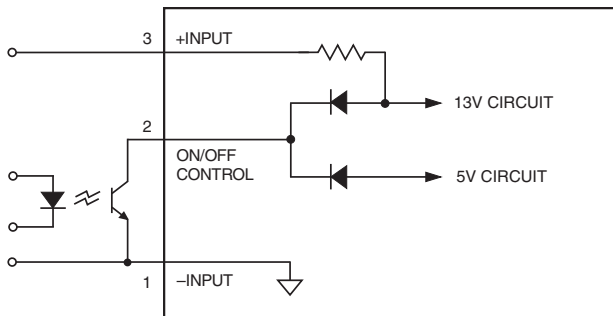 3
+INPUT
13V CIRCUIT
2
ON/OFF
CONTROL
5V CIRCUIT
1
–INPUT